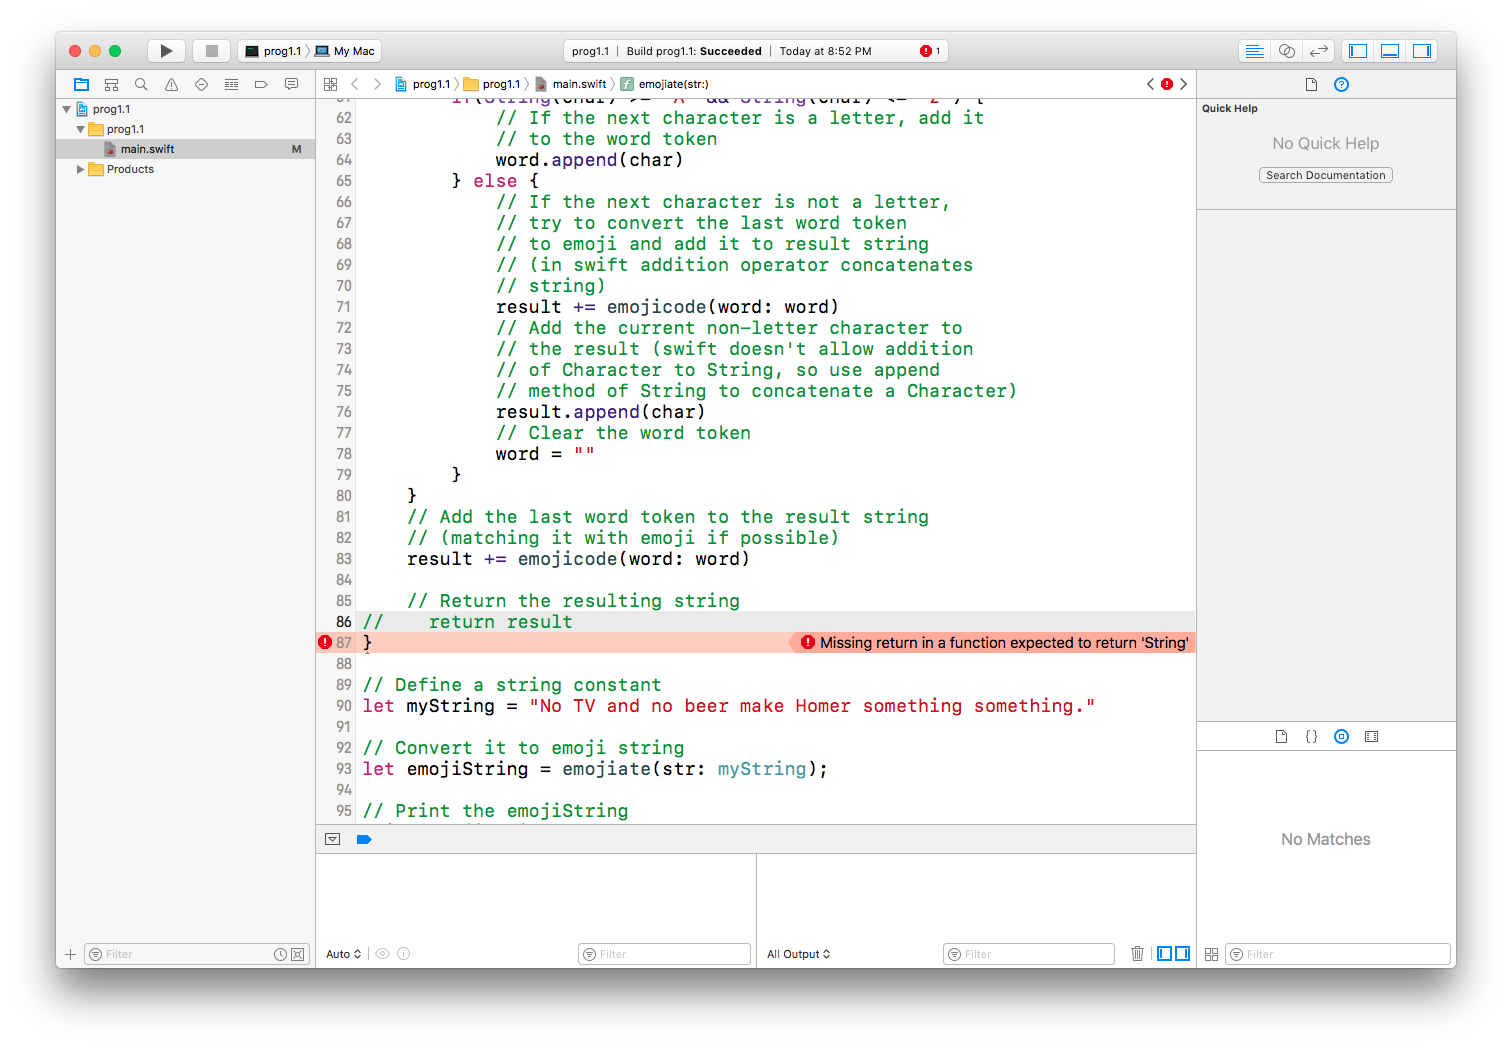 prog1.1 My Mac
prog1.1 | Build prog1.1: Succeeded | Today at 8:52 PM 1
prog1.1 prog1.1 main.swift emojiate(str:)
prog1.1
prog1.1
main.swift M
Products
Filter
61 if(String(char) >= "A" && String(char) <= "z") {
62 // If the next character is a letter, add it
63 // to the word token
64 word.append(char)
65 } else {
66 // If the next character is not a letter,
67 // try to convert the last word token
68 // to emoji and add it to result string
69 // (in swift addition operator concatenates
70 // string)
71 result += emojicode(word: word)
72 // Add the current non-letter character to
73 // the result (swift doesn't allow addition
74 // of Character to String, so use append
75 // method of String to concatenate a Character)
76 result.append(char)
77 // Clear the word token
78 word = ""
79 }
80 }
81 // Add the last word token to the result string
82 // (matching it with emoji if possible)
83 result += emojicode(word: word)
84
85 // Return the resulting string
86 // return result
87 } Missing return in a function expected to return 'String'
88
89 // Define a string constant
90 let myString = "No TV and no beer make Homer something something."
91
92 // Convert it to emoji string
93 let emojiString = emojiate(str: myString);
94
95 // Print the emojiString
Auto Filter
All Output Filter
Quick Help
No Quick Help
Search Documentation
{}
No Matches
Filter